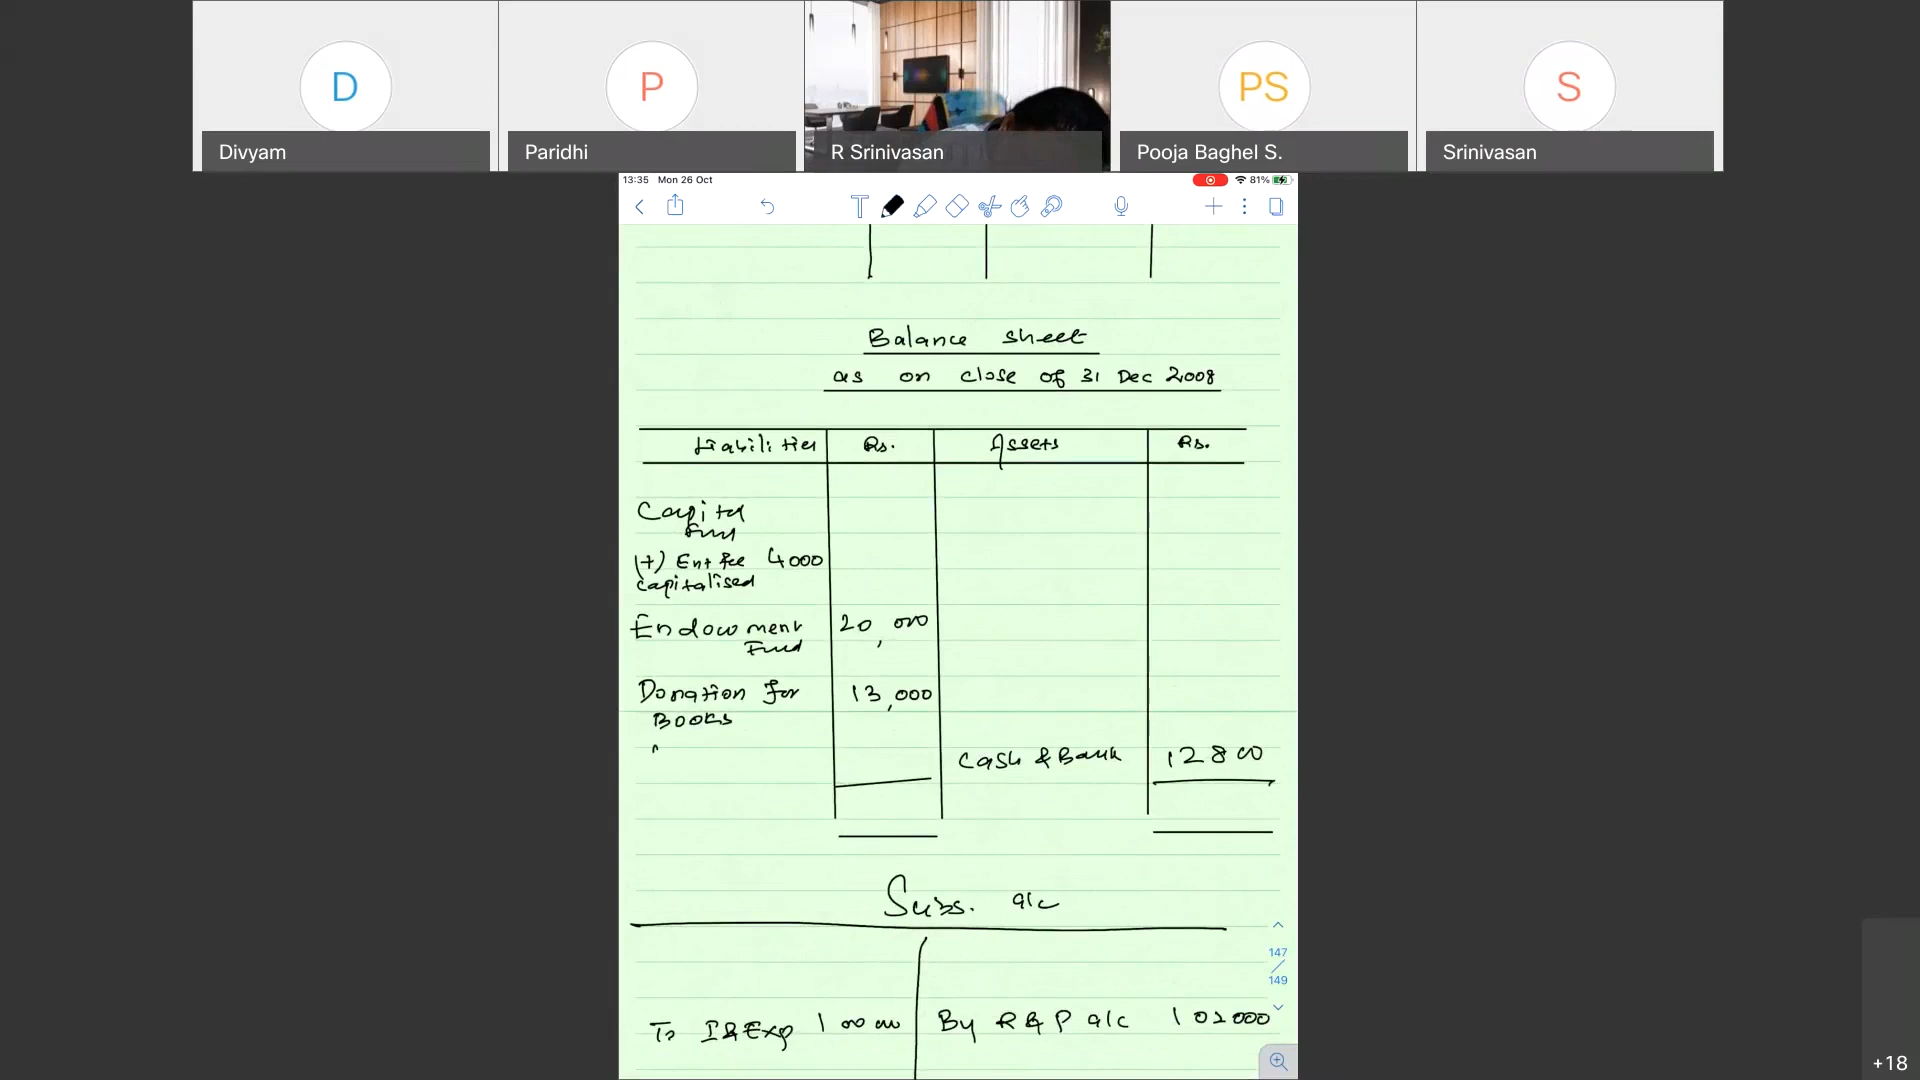 D
P
PS
S
Divyam
Paridhi
R Srinivasan
Pooja Baghel S.
Srinivasan
13:35 Mon 26 Oct
81%
Balance sheet
as on close of 31 Dec 2008
Liabilities Rs. Assets Rs.
Capital
Fund
(+) Ent fee 4000
capitalised
Endowment 20,000
Fund
Donation for 13,000
Books
Cash & Bank 12800
Subs. a/c
147
149
To I&Exp 100000 By R&P a/c 102000
+18